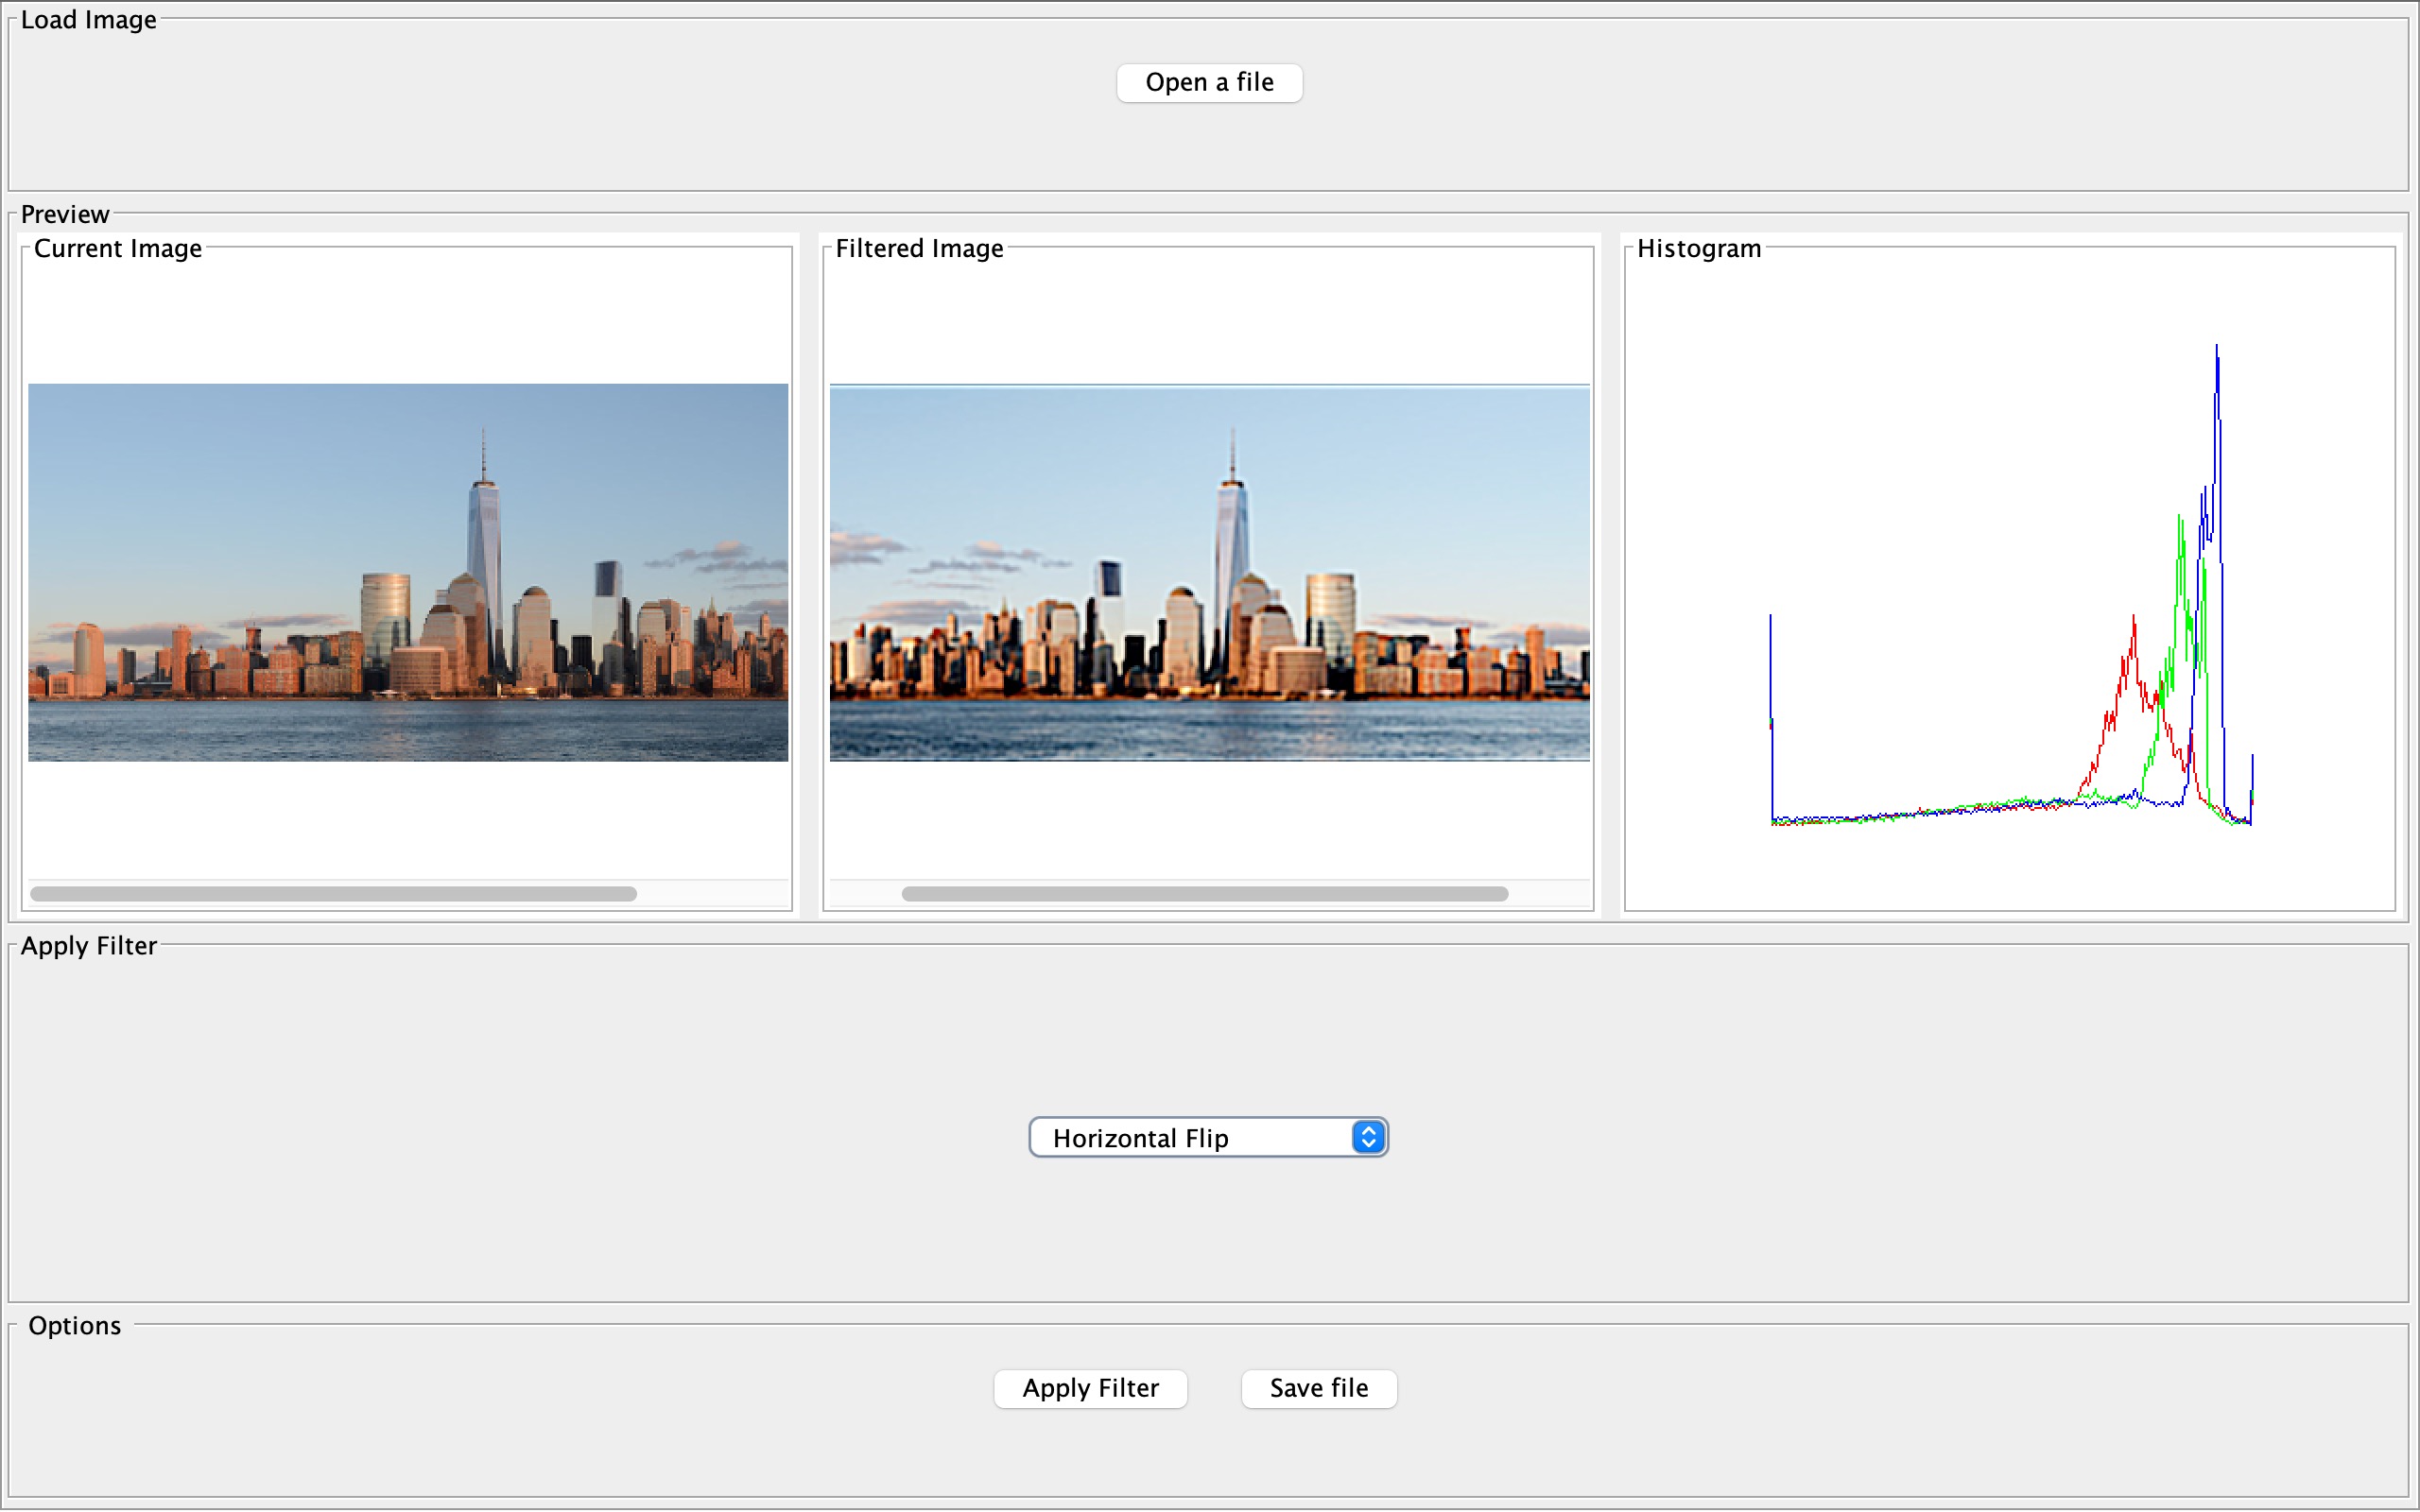 Load Image
Open a file
Preview
Current Image
Filtered Image
Histogram
Apply Filter
Horizontal Flip
Options
Apply Filter
Save file